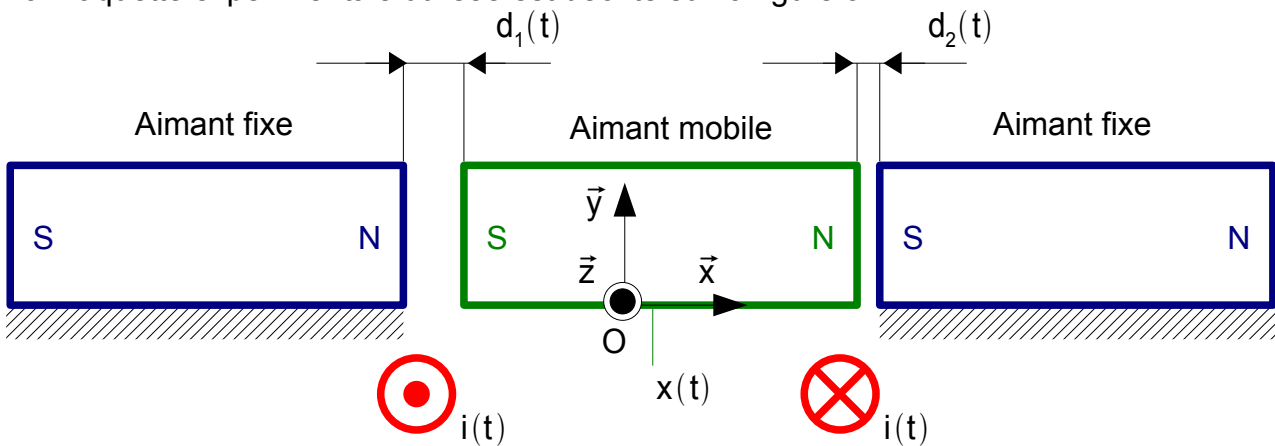 d₁(t) d₂(t)
Aimant fixe Aimant mobile Aimant fixe
S N S N S N
y⃗
z⃗ x⃗
O
x(t)
i(t) i(t)